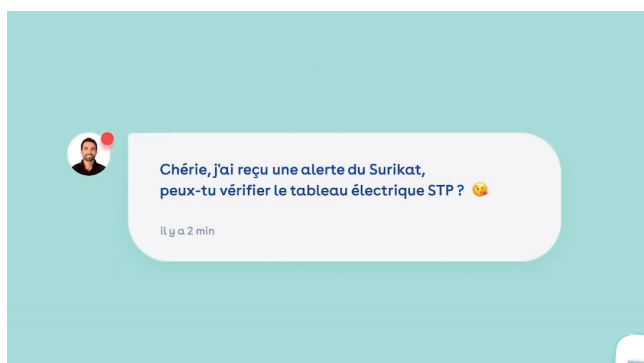 Chérie, j'ai reçu une alerte du Surikat,
peux-tu vérifier le tableau électrique STP ? 😘
il y a 2 min